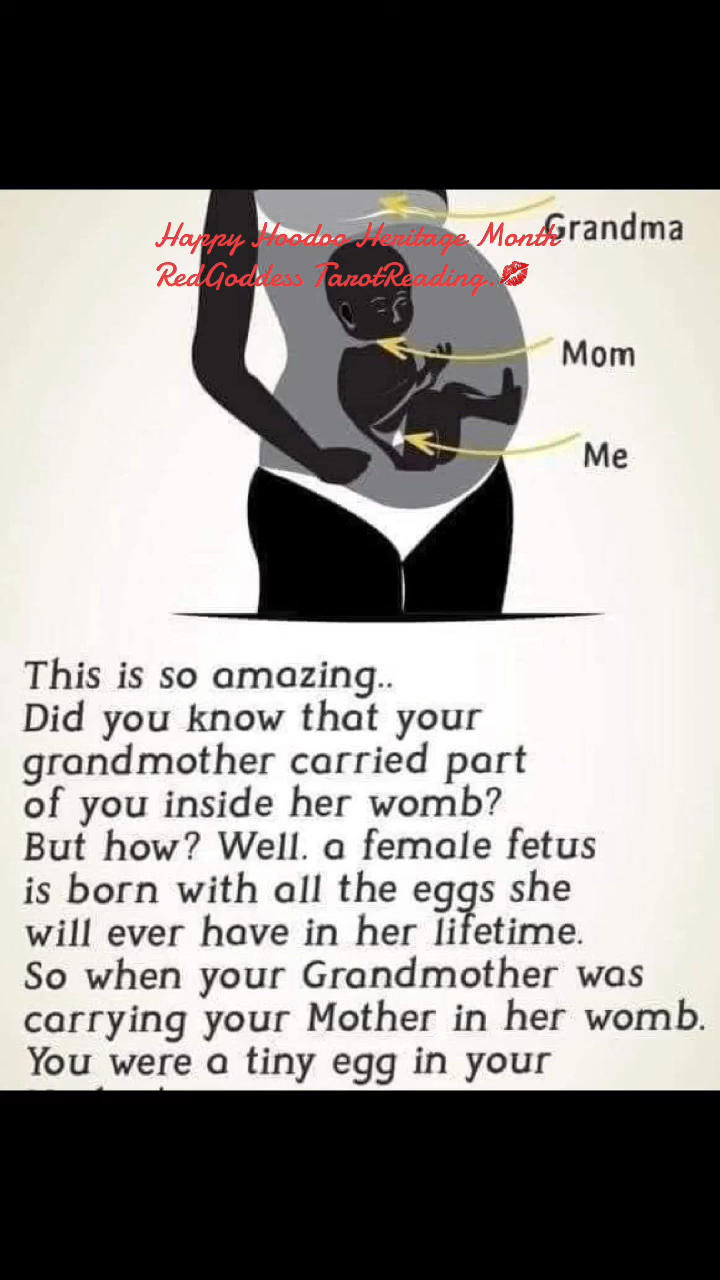 Happy Hoodoo Heritage Month
RedGoddess TarotReading.💋
Grandma
Mom
Me
This is so amazing..
Did you know that your
grandmother carried part
of you inside her womb?
But how? Well. a female fetus
is born with all the eggs she
will ever have in her lifetime.
So when your Grandmother was
carrying your Mother in her womb.
You were a tiny egg in your